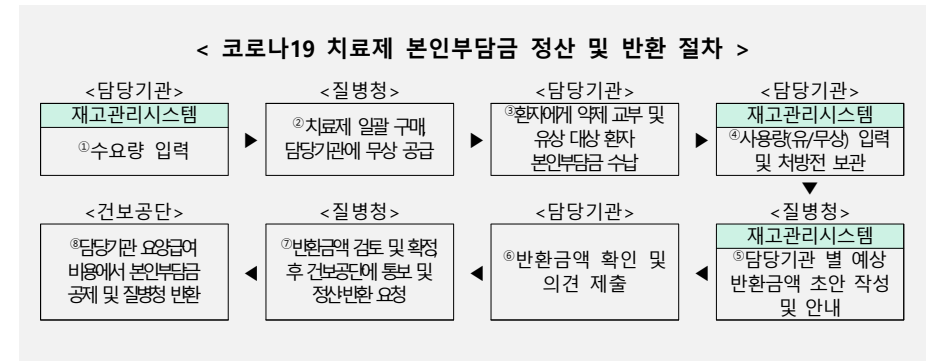 < 코로나19 치료제 본인부담금 정산 및 반환 절차 >
<담당기관>
재고관리시스템
①수요량 입력
▶
<질병청>
②치료제 일괄 구매,
담당기관에 무상 공급
▶
<담당기관>
③환자에게 약제 교부 및
유상 대상 환자
본인부담금 수납
▶
<담당기관>
재고관리시스템
④사용량(유/무상) 입력
및 처방전 보관
▼
<질병청>
재고관리시스템
⑤담당기관 별 예상
반환금액 초안 작성
및 안내
◀
<담당기관>
⑥반환금액 확인 및
의견 제출
◀
<질병청>
⑦반환금액 검토 및 확정
후 건보공단에 통보 및
정산·반환 요청
◀
<건보공단>
⑧담당기관 요양급여
비용에서 본인부담금
공제 및 질병청 반환